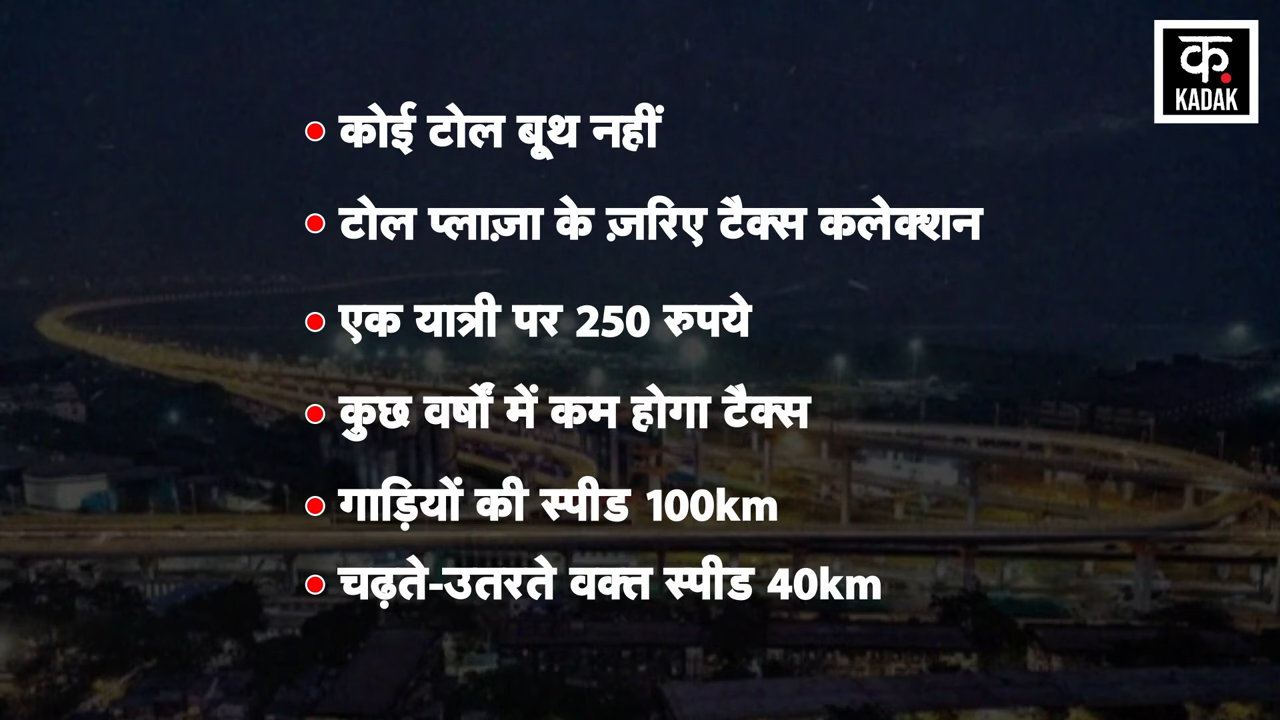 क
KADAK
कोई टोल बूथ नहीं
टोल प्लाज़ा के ज़रिए टैक्स कलेक्शन
एक यात्री पर 250 रुपये
कुछ वर्षों में कम होगा टैक्स
गाड़ियों की स्पीड 100km
चढ़ते-उतरते वक्त स्पीड 40km